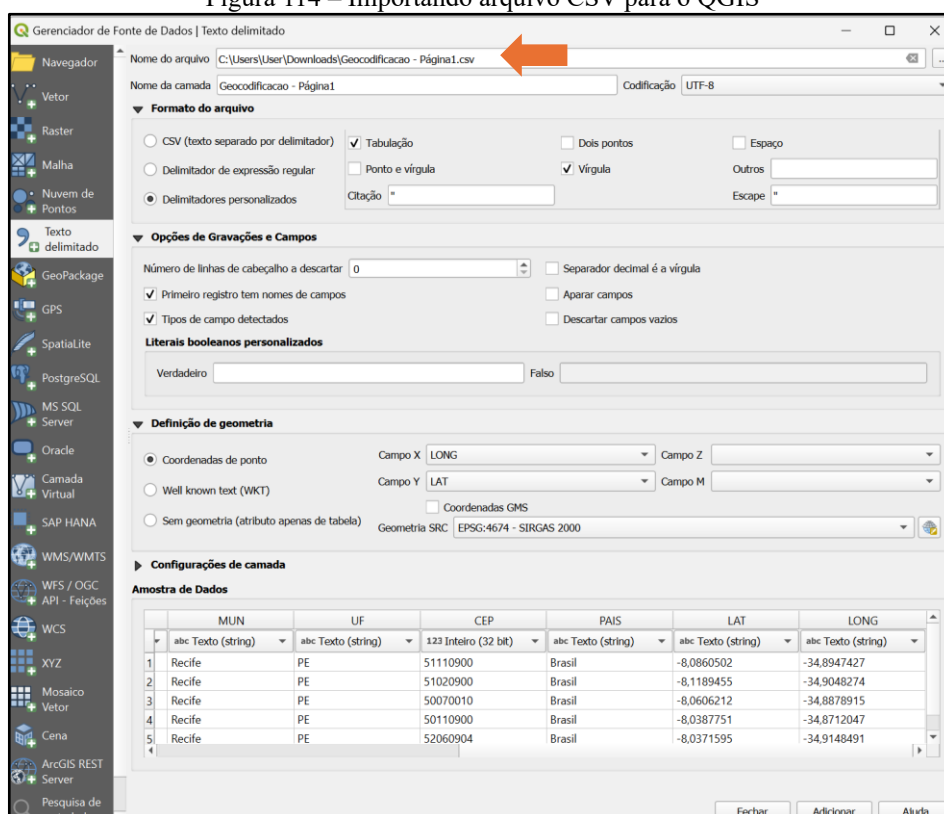 Figura 114 – Importando arquivo CSV para o QGIS
Gerenciador de Fonte de Dados | Texto delimitado
Navegador
Vetor
Raster
Malha
Nuvem de
Pontos
Texto
delimitado
GeoPackage
GPS
SpatiaLite
PostgreSQL
MS SQL
Server
Oracle
Camada
Virtual
SAP HANA
WMS/WMTS
WFS / OGC
API - Feições
WCS
XYZ
Mosaico
Vetor
Cena
ArcGIS REST
Server
Pesquisa de
Nome do arquivo C:\Users\User\Downloads\Geocodificacao - Página1.csv ...
Nome da camada Geocodificacao - Página1 Codificação UTF-8
Formato do arquivo
CSV (texto separado por delimitador) Tabulação Dois pontos Espaço
Delimitador de expressão regular Ponto e vírgula Vírgula Outros
Delimitadores personalizados Citação " Escape "
Opções de Gravações e Campos
Número de linhas de cabeçalho a descartar 0 Separador decimal é a vírgula
Primeiro registro tem nomes de campos Aparar campos
Tipos de campo detectados Descartar campos vazios
Literais booleanos personalizados
Verdadeiro Falso
Definição de geometria
Coordenadas de ponto Campo X LONG Campo Z
Well known text (WKT) Campo Y LAT Campo M
Coordenadas GMS
Sem geometria (atributo apenas de tabela) Geometria SRC EPSG:4674 - SIRGAS 2000
Configurações de camada
Amostra de Dados
MUN UF CEP PAIS LAT LONG
abc Texto (string) abc Texto (string) 123 Inteiro (32 bit) abc Texto (string) abc Texto (string) abc Texto (string)
1 Recife PE 51110900 Brasil -8,0860502 -34,8947427
2 Recife PE 51020900 Brasil -8,1189455 -34,9048274
3 Recife PE 50070010 Brasil -8,0606212 -34,8878915
4 Recife PE 50110900 Brasil -8,0387751 -34,8712047
5 Recife PE 52060904 Brasil -8,0371595 -34,9148491
Fechar Adicionar Ajuda